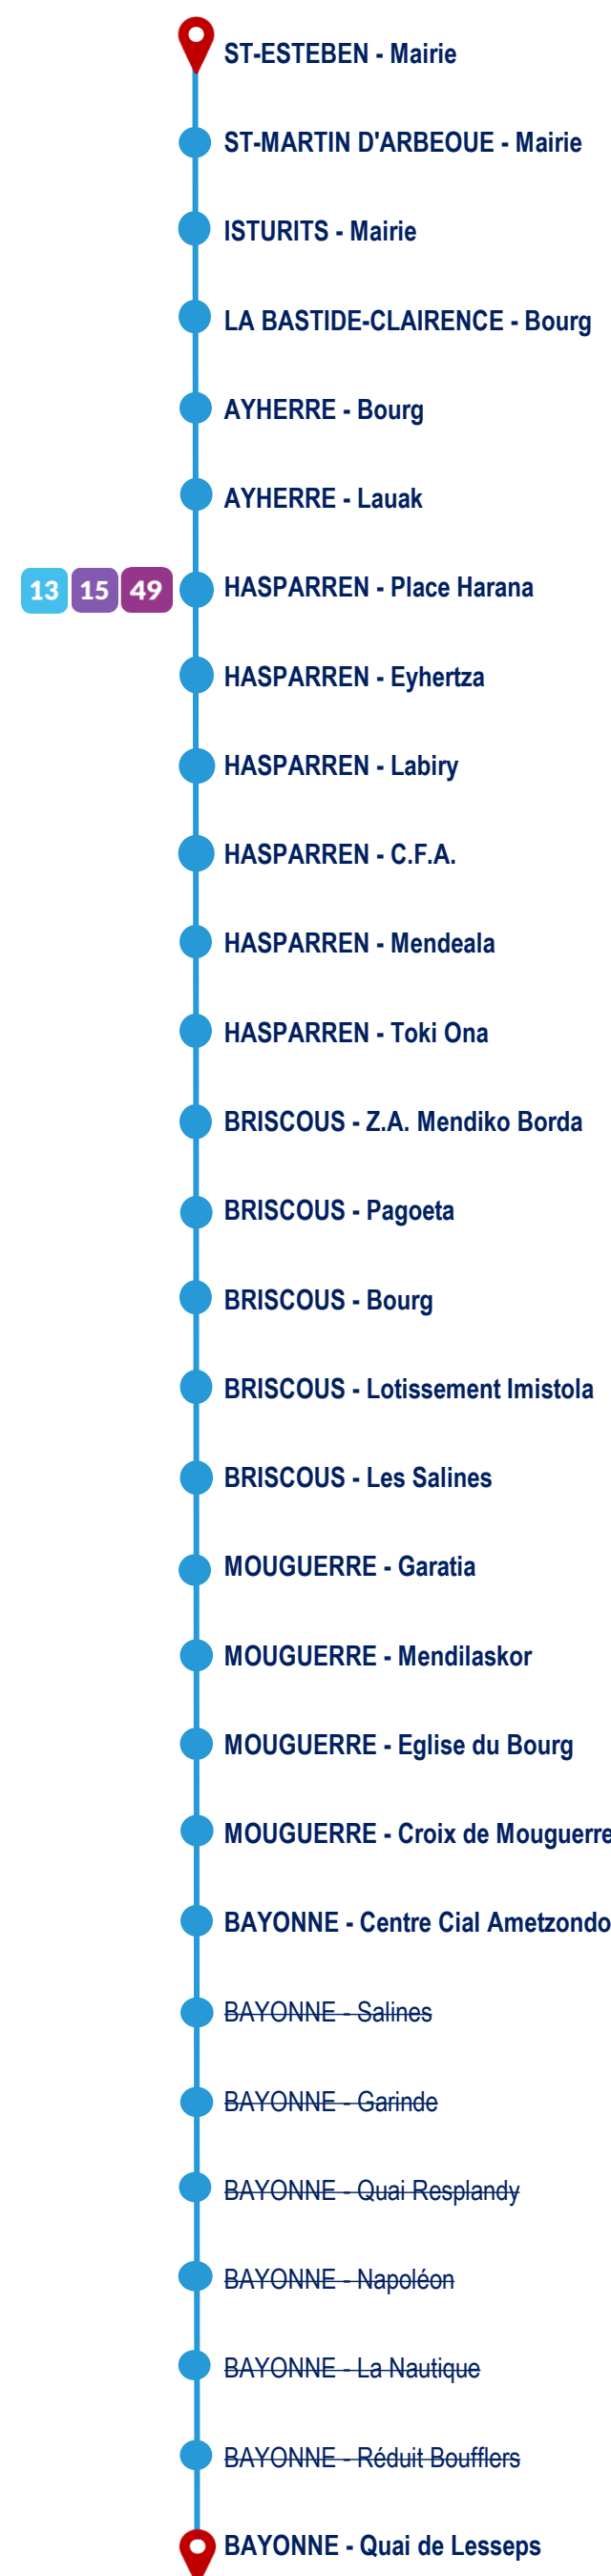 ST-ESTEBEN - Mairie
ST-MARTIN D'ARBEOUE - Mairie
ISTURITS - Mairie
LA BASTIDE-CLAIRENCE - Bourg
AYHERRE - Bourg
AYHERRE - Lauak
13 15 49 HASPARREN - Place Harana
HASPARREN - Eyhertza
HASPARREN - Labiry
HASPARREN - C.F.A.
HASPARREN - Mendeala
HASPARREN - Toki Ona
BRISCOUS - Z.A. Mendiko Borda
BRISCOUS - Pagoeta
BRISCOUS - Bourg
BRISCOUS - Lotissement Imistola
BRISCOUS - Les Salines
MOUGUERRE - Garatia
MOUGUERRE - Mendilaskor
MOUGUERRE - Eglise du Bourg
MOUGUERRE - Croix de Mouguerre
BAYONNE - Centre Cial Ametzondo
BAYONNE - Salines
BAYONNE - Garinde
BAYONNE - Quai Resplandy
BAYONNE - Napoléon
BAYONNE - La Nautique
BAYONNE - Réduit Boufflers
BAYONNE - Quai de Lesseps